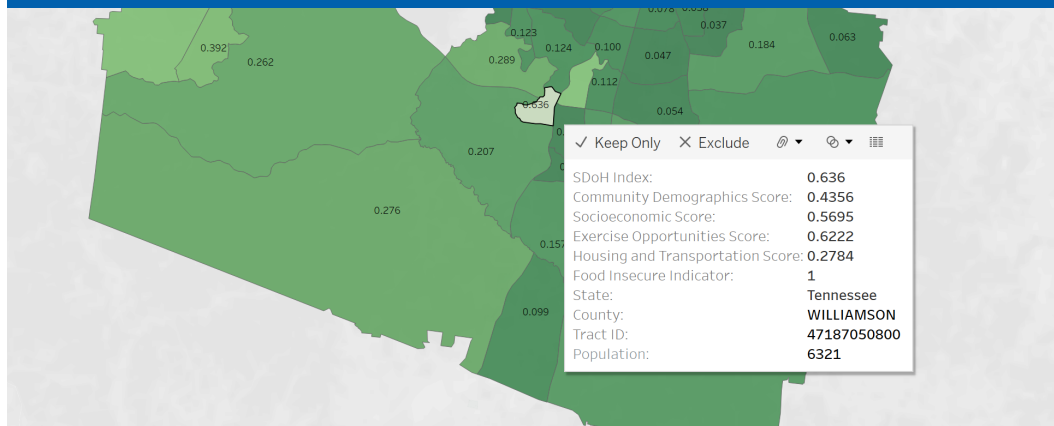 0.037
0.063
0.123
0.392
0.124
0.100
0.184
0.262
0.289
0.047
0.112
0.636
0.054
✓ Keep Only ✕ Exclude
0.207
SDoH Index: 0.636
Community Demographics Score: 0.4356
0.276
Socioeconomic Score: 0.5695
Exercise Opportunities Score: 0.6222
0.157
Housing and Transportation Score: 0.2784
Food Insecure Indicator: 1
State: Tennessee
0.099
County: WILLIAMSON
Tract ID: 47187050800
Population: 6321